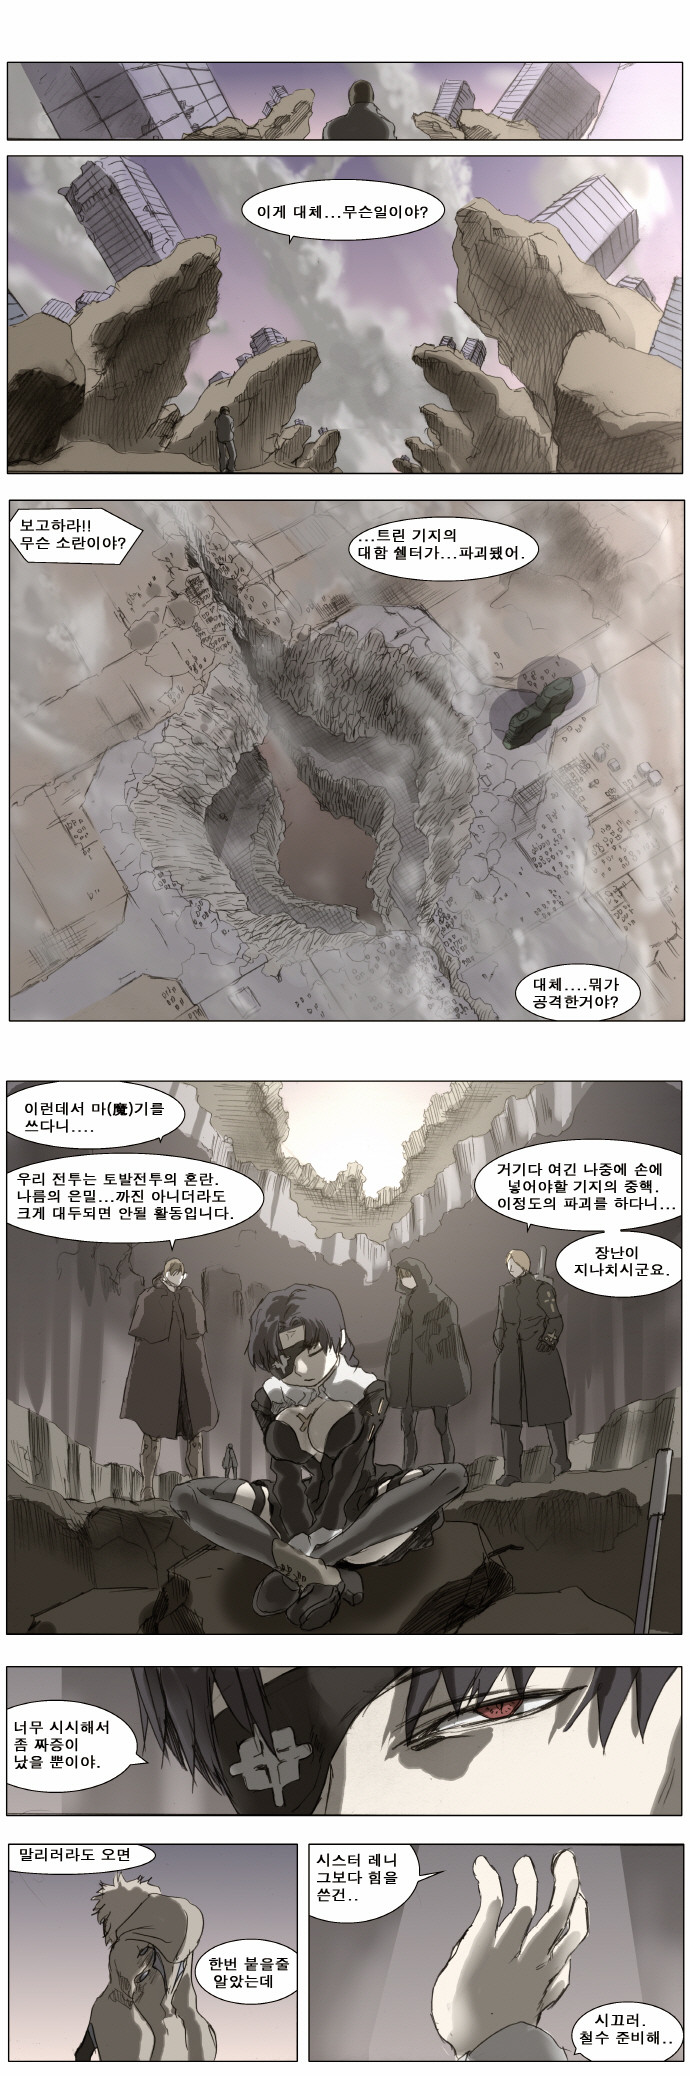 이게 대체...무슨일이야?
보고하라!!
무슨 소란이야?
...트린 기지의
대함 쉘터가...파괴됐어.
대체....뭐가
공격한거야?
이런데서 마(魔)기를
쓰다니....
우리 전투는 토발전투의 혼란.
나름의 은밀...까진 아니더라도
크게 대두되면 안될 활동입니다.
거기다 여긴 나중에 손에
넣어야할 기지의 중핵.
이정도의 파괴를 하다니...
장난이
지나치시군요.
너무 시시해서
좀 짜증이
났을 뿐이야.
말리러라도 오면
한번 붙을줄
알았는데
시스터 레니
그보다 힘을
쓴건..
시끄러.
철수 준비해..